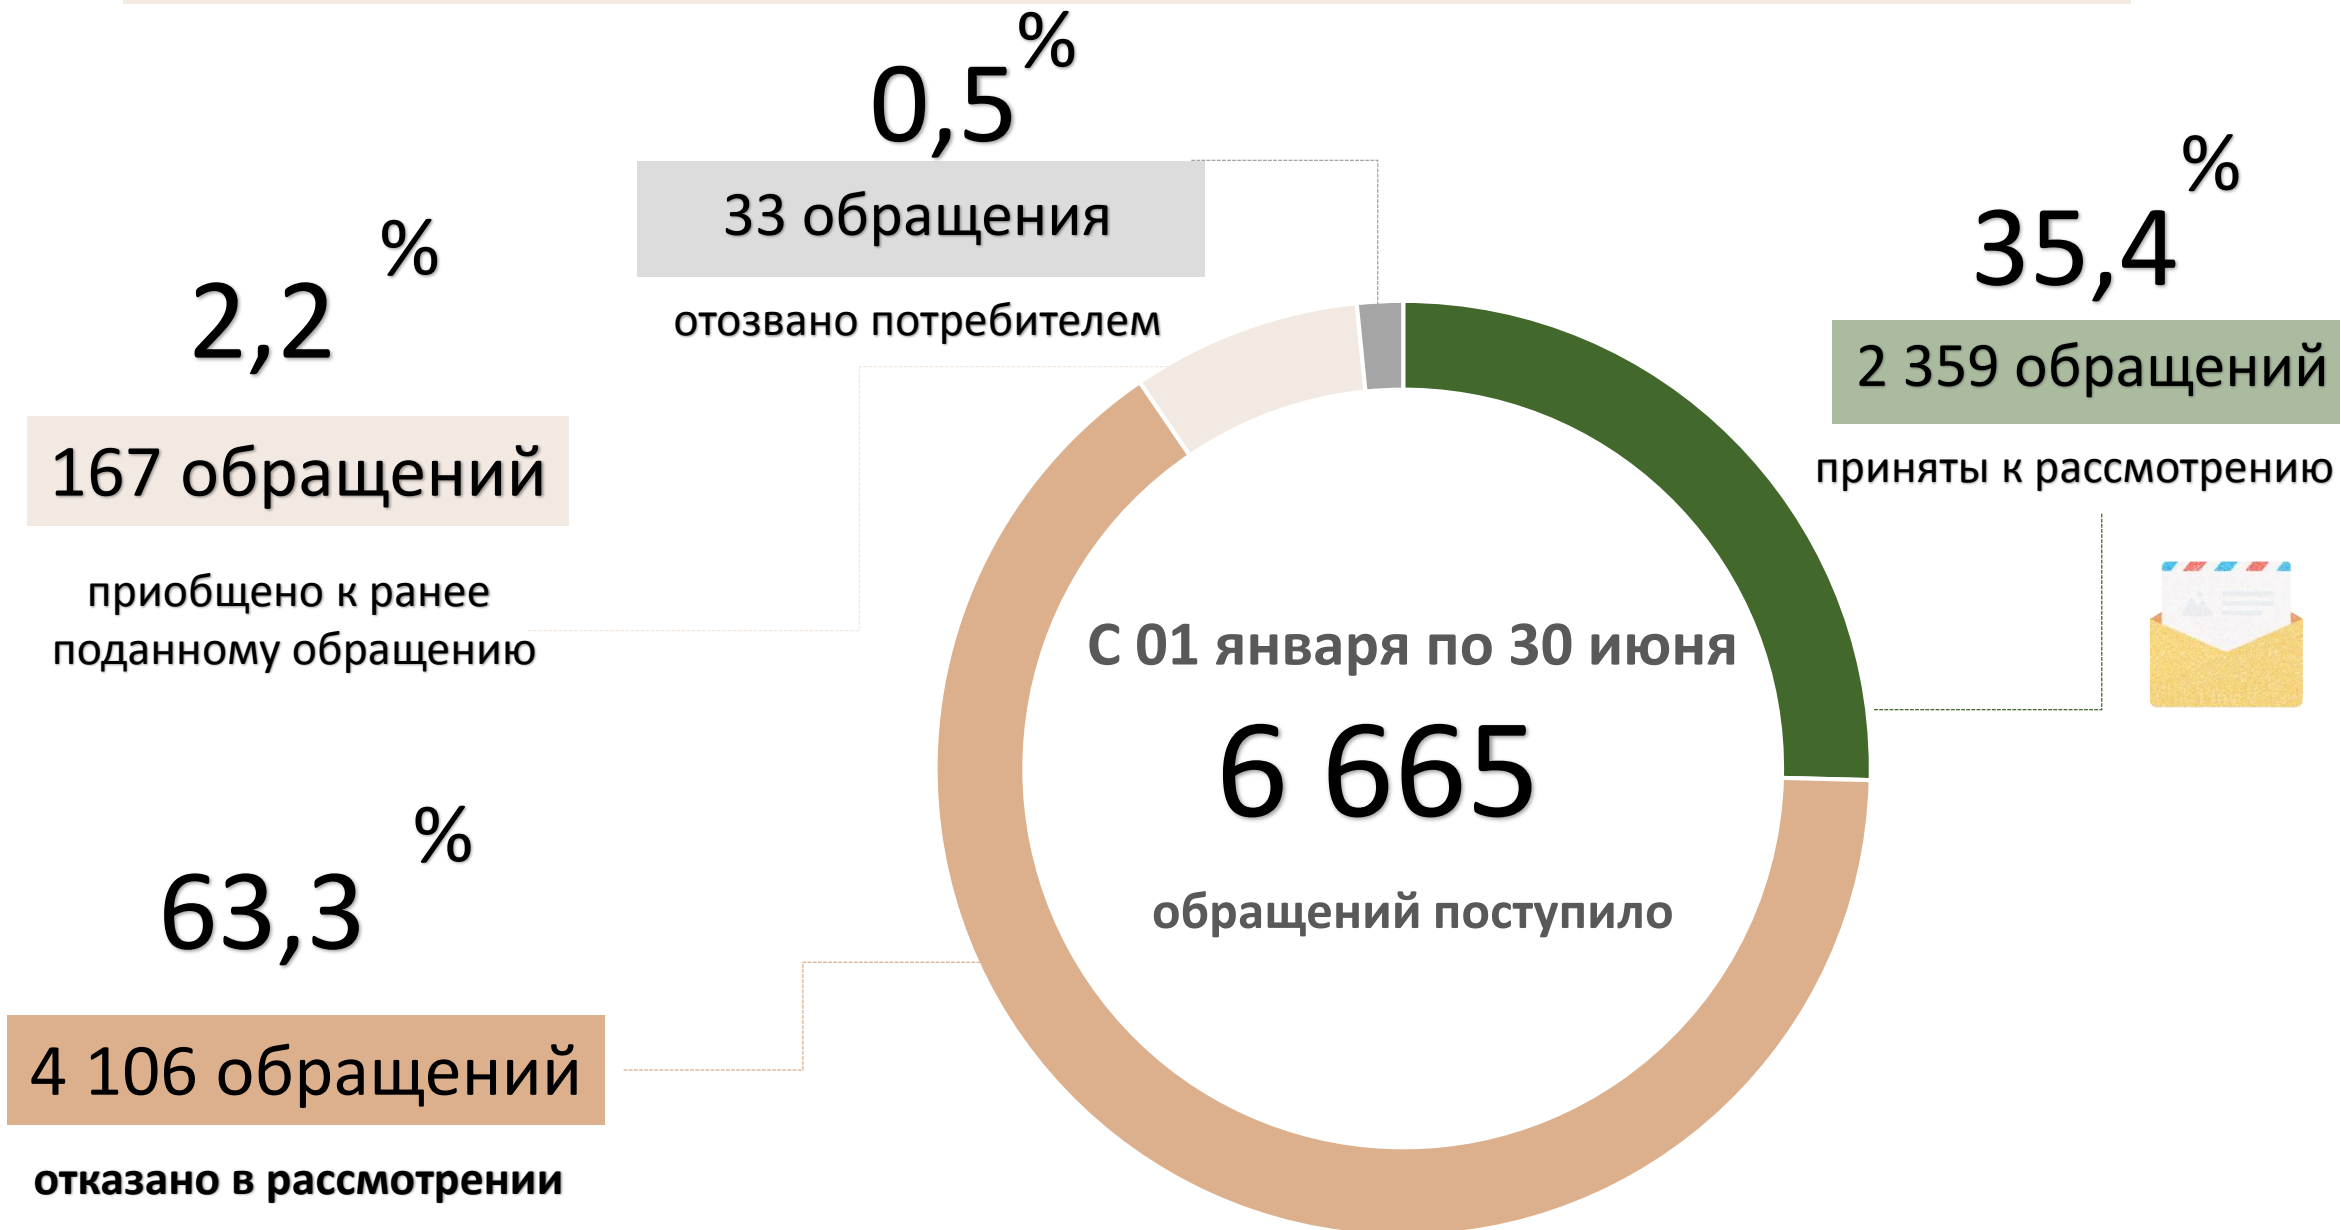 0,5%
33 обращения
отозвано потребителем
35,4%
2 359 обращений
приняты к рассмотрению
2,2 %
167 обращений
приобщено к ранее
поданному обращению
С 01 января по 30 июня
6 665
обращений поступило
63,3 %
4 106 обращений
отказано в рассмотрении